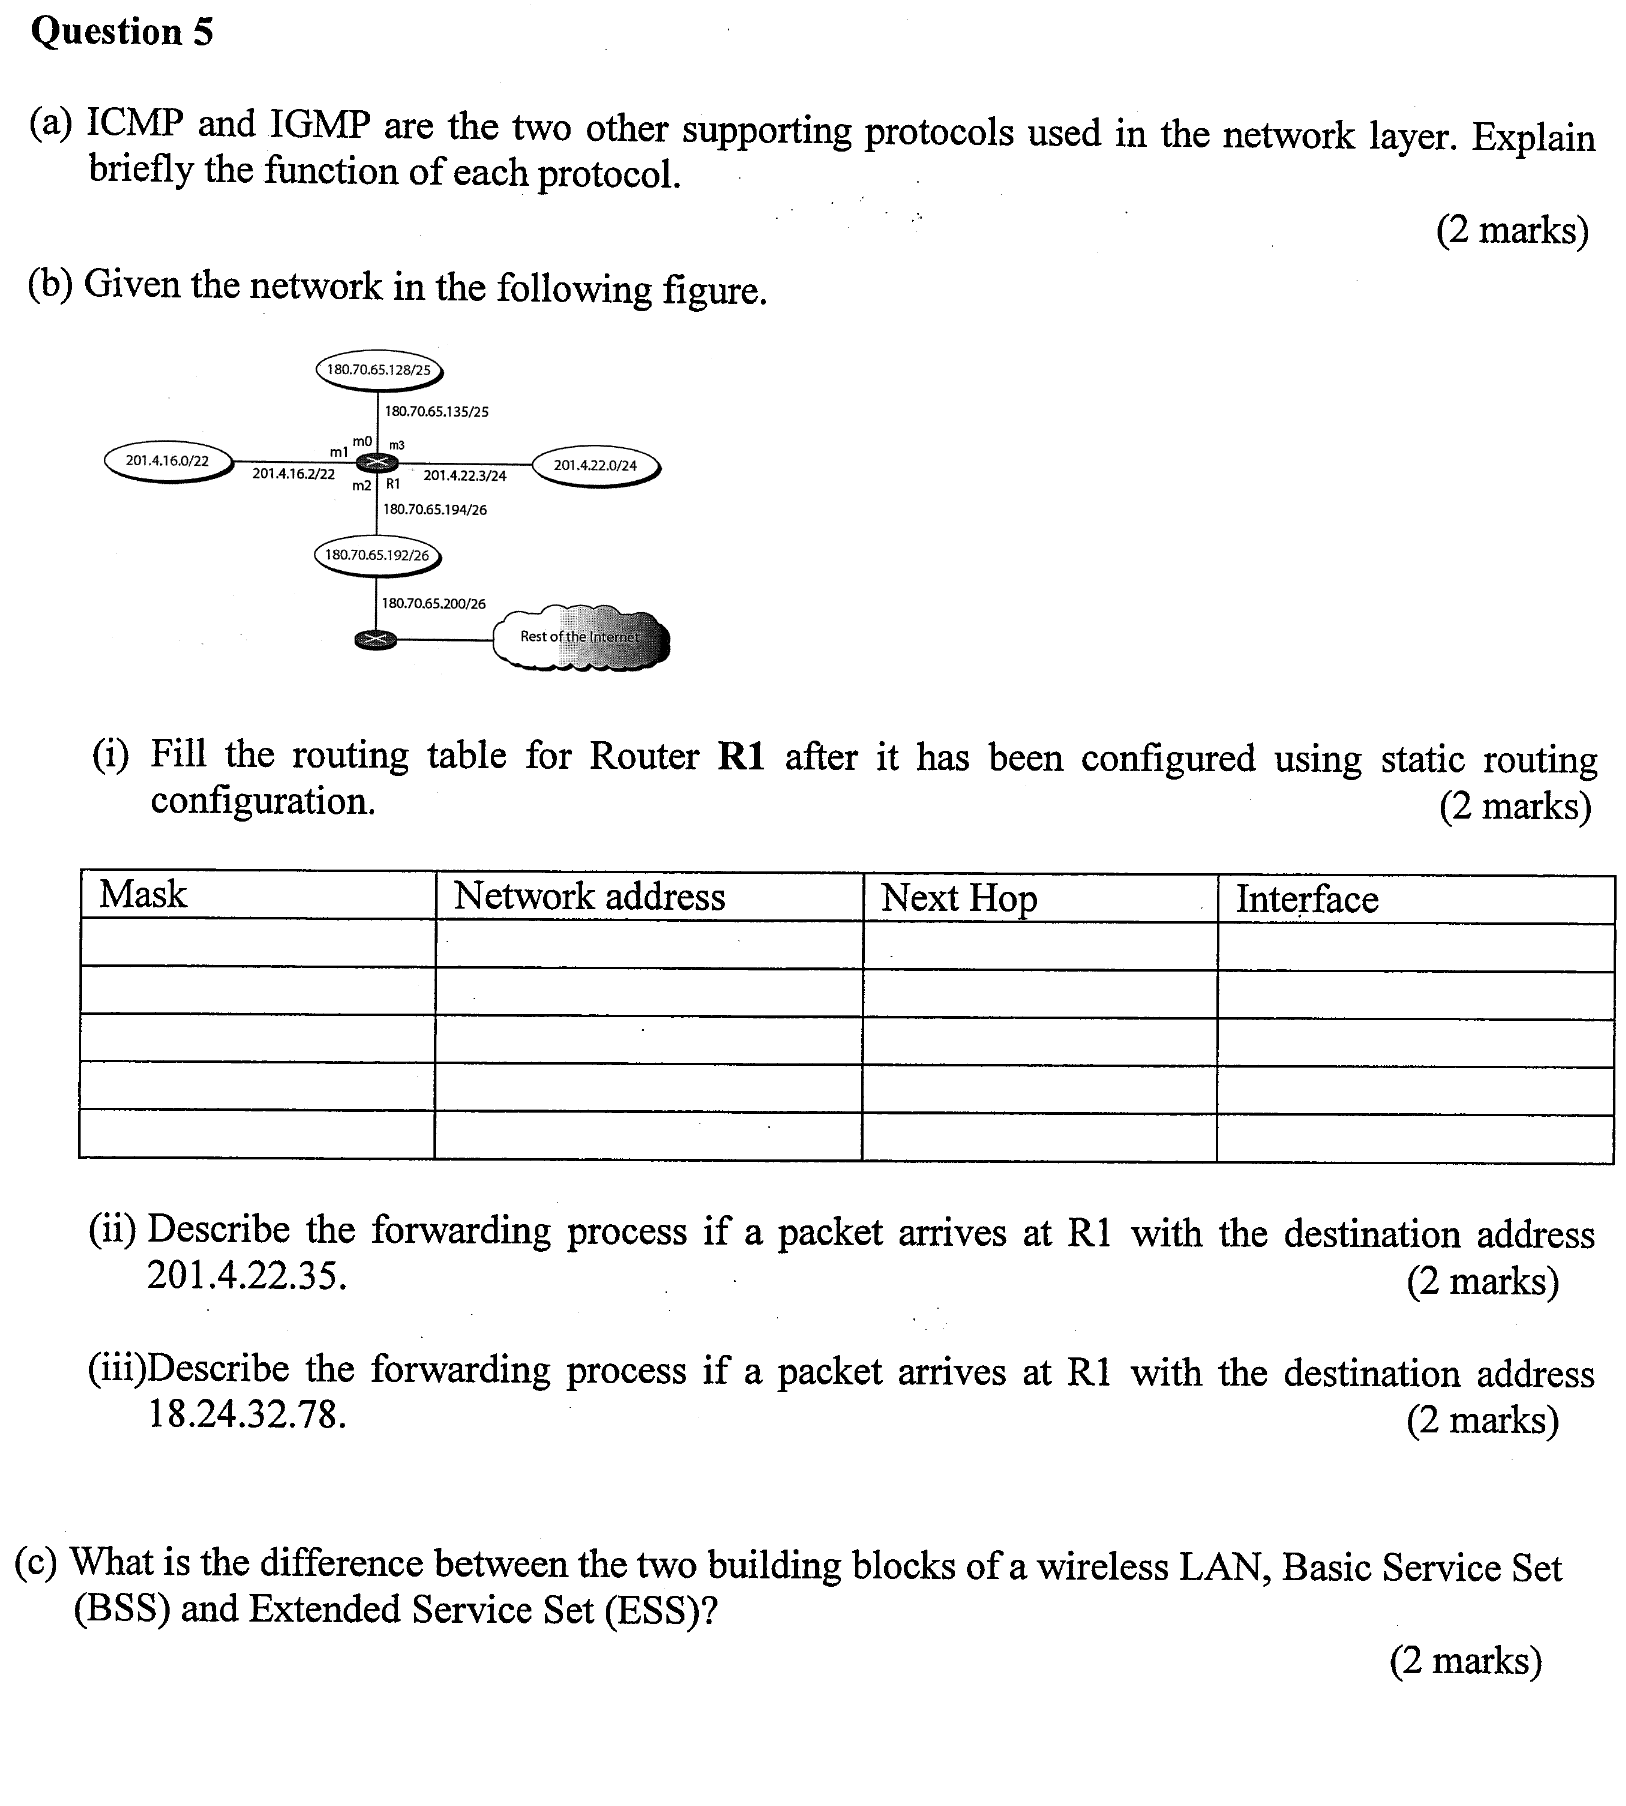 Question 5
(a) ICMP and IGMP are the two other supporting protocols used in the network layer. Explain
briefly the function of each protocol.
(2 marks)
(b) Given the network in the following figure.
180.70.65.128/25
180.70.65.135/25
m0
m3
m1
201.4.16.0/22
201.4.22.0/24
201.4.16.2/22
201.4.22.3/24
m2
R1
180.70.65.194/26
180.70.65.192/26
180.70.65.200/26
Rest of the Internet
(i) Fill the routing table for Router R1 after it has been configured using static routing
configuration.
(2 marks)
Mask
Network address
Next Hop
Interface
(ii) Describe the forwarding process if a packet arrives at R1 with the destination address
201.4.22.35.
(2 marks)
(iii)Describe the forwarding process if a packet arrives at R1 with the destination address
18.24.32.78.
(2 marks)
(c) What is the difference between the two building blocks of a wireless LAN, Basic Service Set
(BSS) and Extended Service Set (ESS)?
(2 marks)